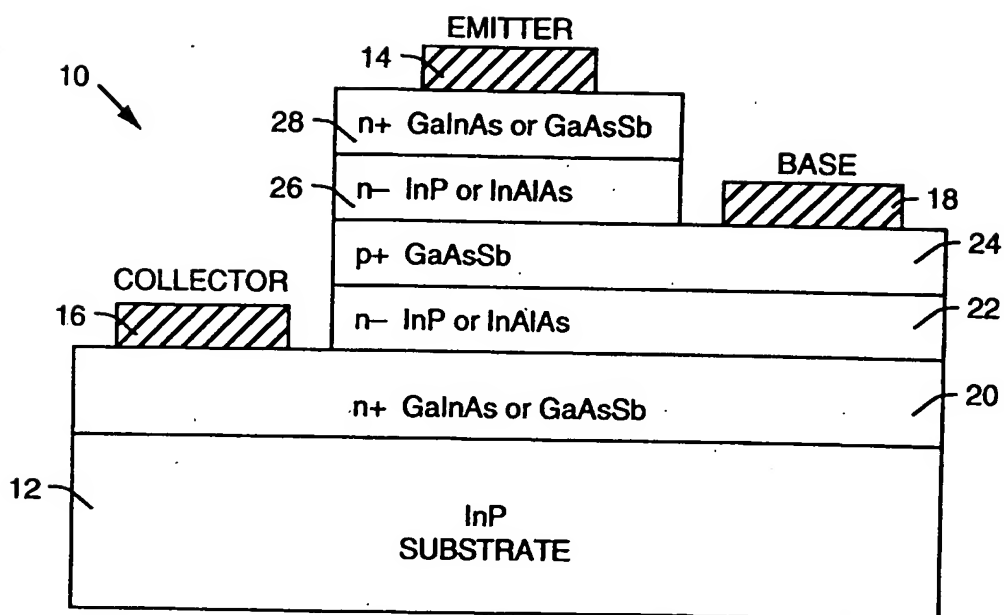 EMITTER
14
10
28
n+ GaInAs or GaAsSb
BASE
26
n– InP or InAlAs
18
p+ GaAsSb
24
COLLECTOR
16
n– InP or InAlAs
22
n+ GaInAs or GaAsSb
20
12
InP
SUBSTRATE